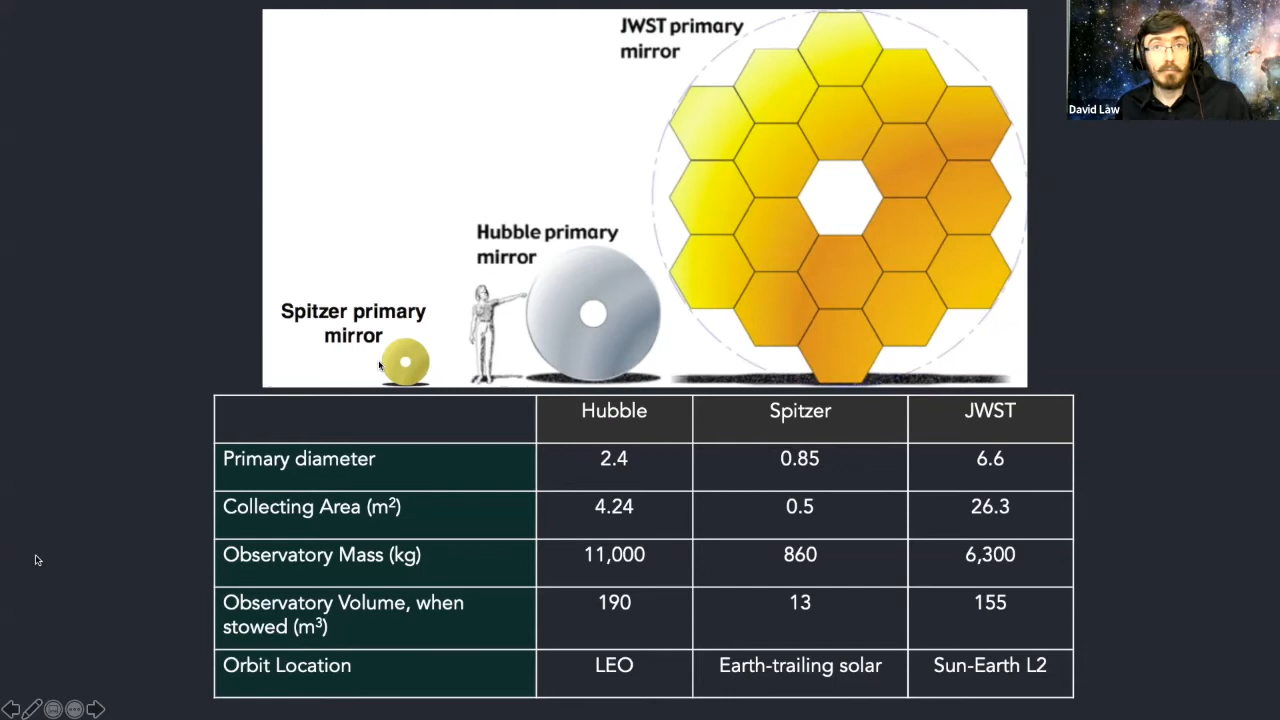 JWST primary
mirror
David Law
Hubble primary
mirror
Spitzer primary
mirror
Hubble Spitzer JWST
Primary diameter 2.4 0.85 6.6
Collecting Area (m²) 4.24 0.5 26.3
Observatory Mass (kg) 11,000 860 6,300
Observatory Volume, when
stowed (m³) 190 13 155
Orbit Location LEO Earth-trailing solar Sun-Earth L2